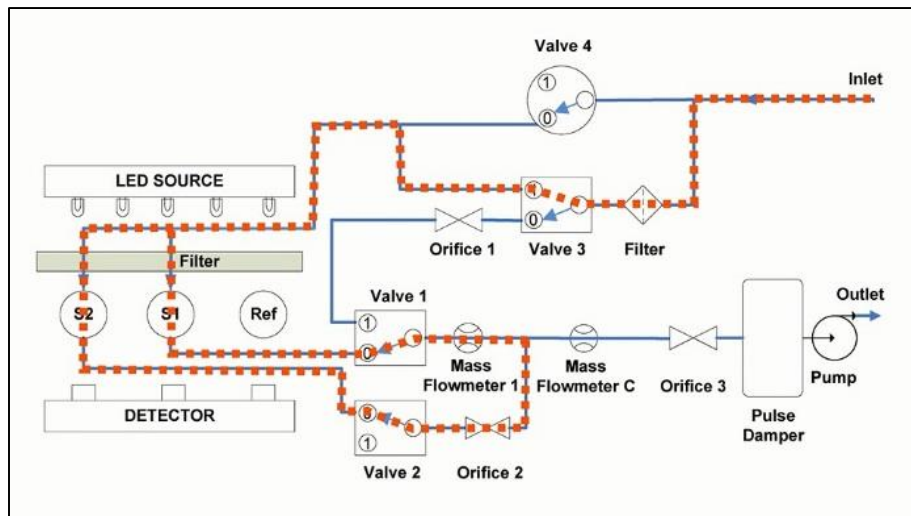 Valve 4
1
0
Inlet
LED SOURCE
1
0
Orifice 1
Valve 3
Filter
Filter
S2
S1
Ref
Valve 1
1
0
Mass
Flowmeter 1
Mass
Flowmeter C
Orifice 3
Outlet
Pump
Pulse
Damper
DETECTOR
0
1
Valve 2
Orifice 2